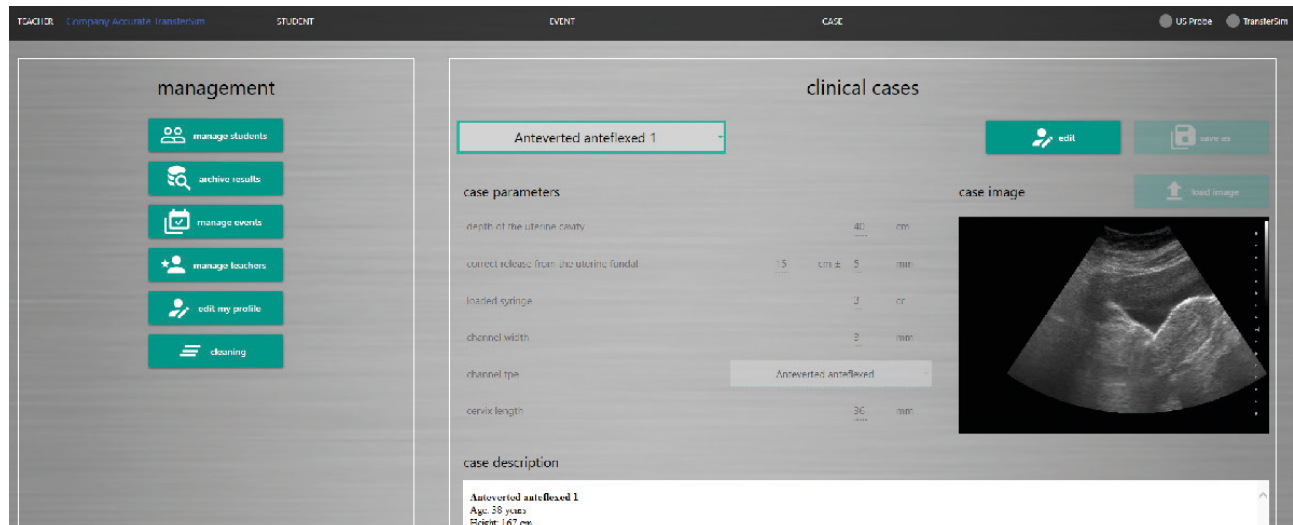 TEACHER Company Accurate TransferSim STUDENT EVENT CASE US Probe TransferSim
management
manage students
archive results
manage events
manage teachers
edit my profile
cleaning
clinical cases
Anteverted anteflexed 1
edit
save as
case parameters
case image
load image
depth of the uterine cavity 40 cm
correct release from the uterine fundal 15 cm ± 5 mm
loaded syringe 3 cc
channel width 3 mm
channel tpe Anteverted anteflexed
cervix length 36 mm
case description
Anteverted anteflexed 1
Age: 38 years
Height: 167 cm